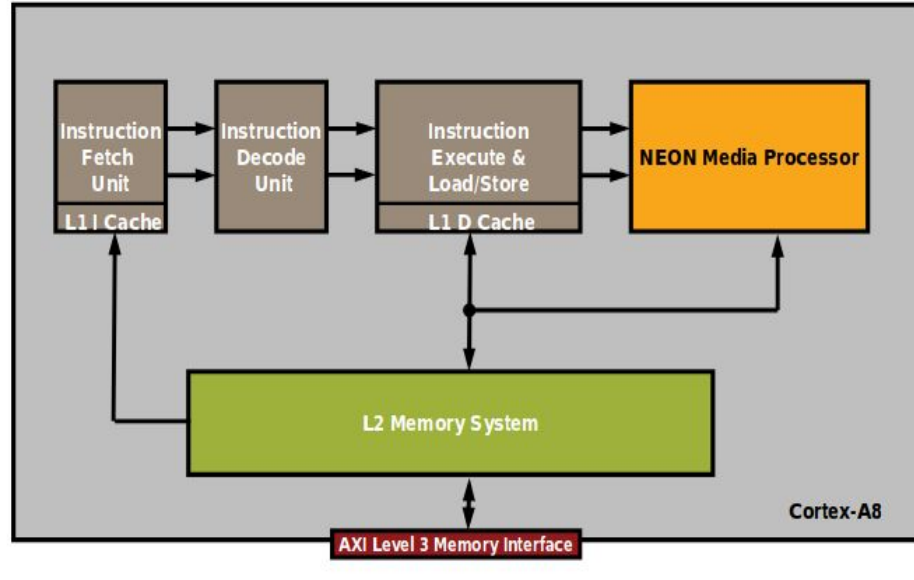 Instruction
Fetch
Unit
L1 I Cache
Instruction
Decode
Unit
Instruction
Execute &
Load/Store
L1 D Cache
NEON Media Processor
L2 Memory System
Cortex-A8
AXI Level 3 Memory Interface